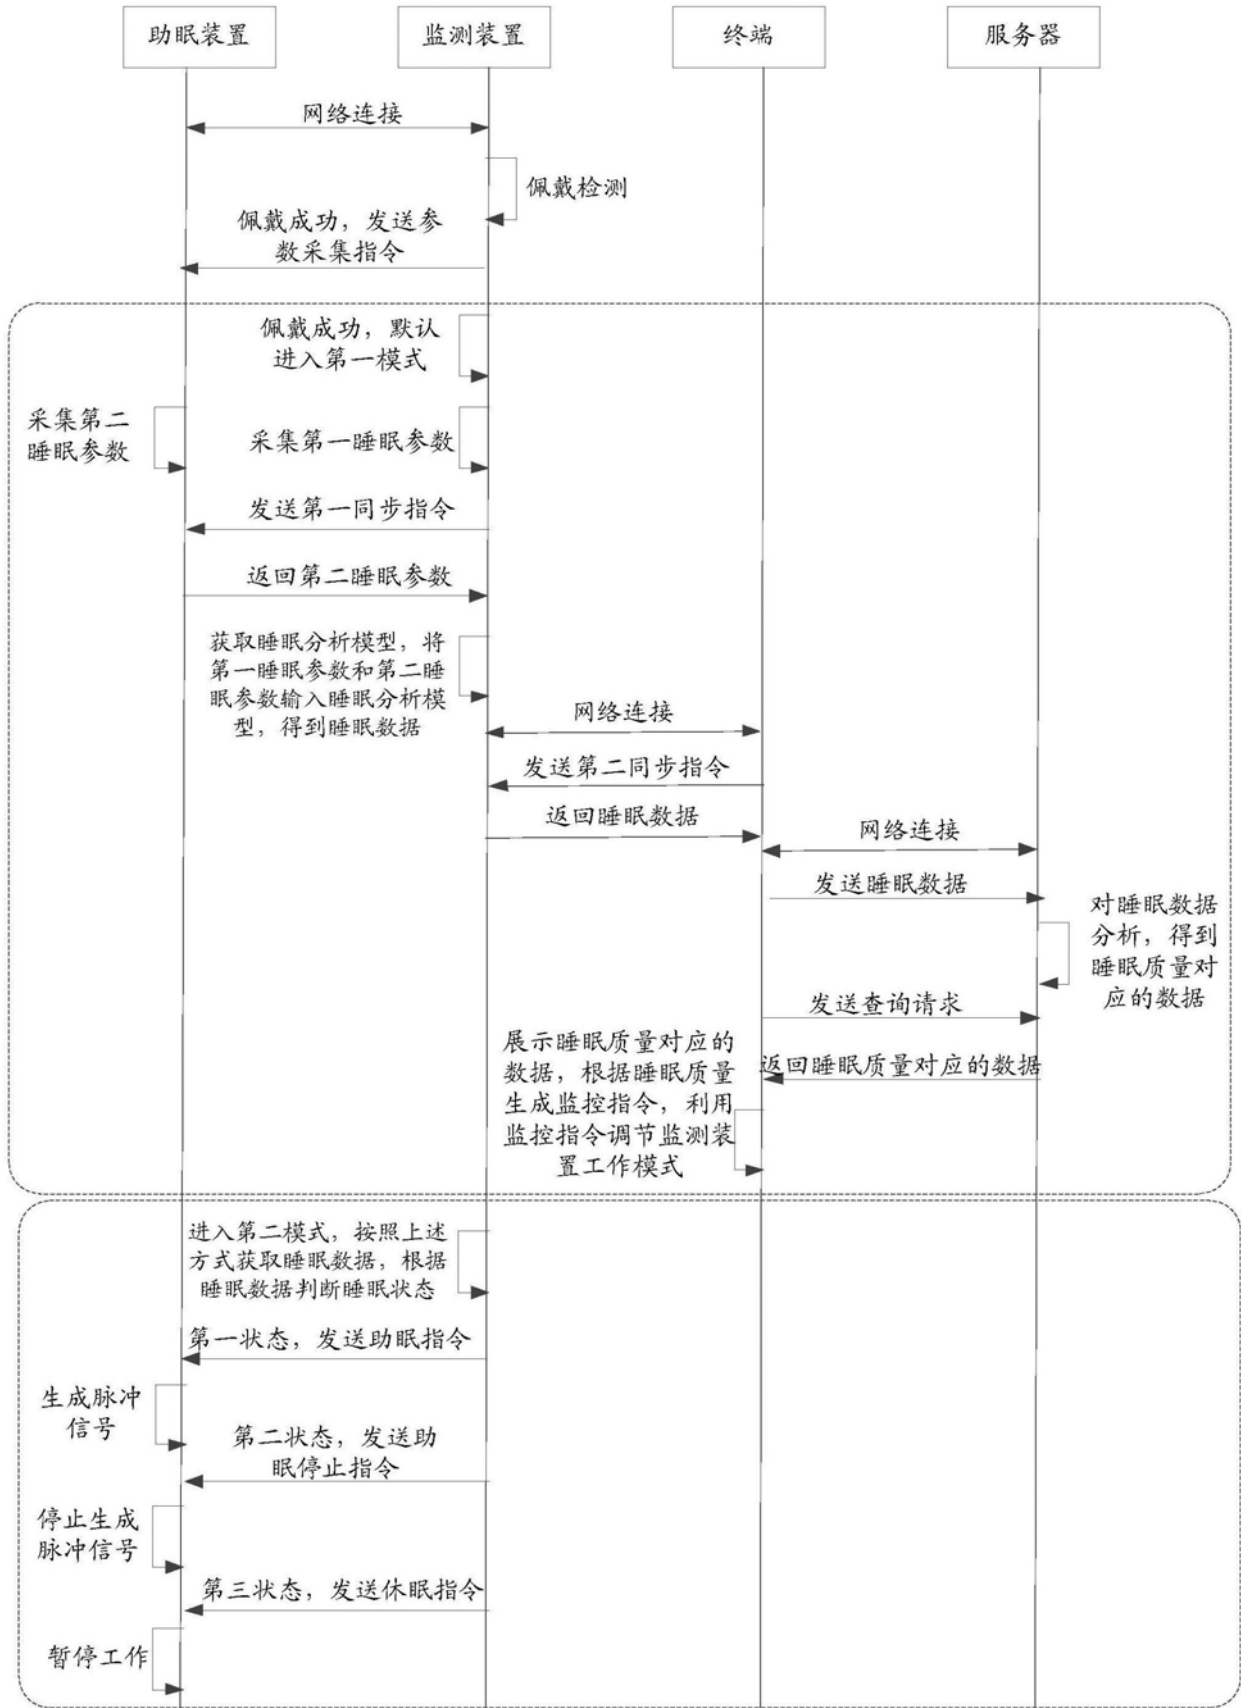 助眠装置
监测装置
终端
服务器
网络连接
佩戴检测
佩戴成功，发送参
数采集指令
佩戴成功，默认
进入第一模式
采集第二
睡眠参数
采集第一睡眠参数
发送第一同步指令
返回第二睡眠参数
获取睡眠分析模型，将
第一睡眠参数和第二睡
眠参数输入睡眠分析模
型，得到睡眠数据
网络连接
发送第二同步指令
返回睡眠数据
网络连接
发送睡眠数据
对睡眠数据
分析，得到
睡眠质量对
应的数据
发送查询请求
返回睡眠质量对应的数据
展示睡眠质量对应的
数据，根据睡眠质量
生成监控指令，利用
监控指令调节监测装
置工作模式
进入第二模式，按照上述
方式获取睡眠数据，根据
睡眠数据判断睡眠状态
第一状态，发送助眠指令
生成脉冲
信号
第二状态，发送助
眠停止指令
停止生成
脉冲信号
第三状态，发送休眠指令
暂停工作